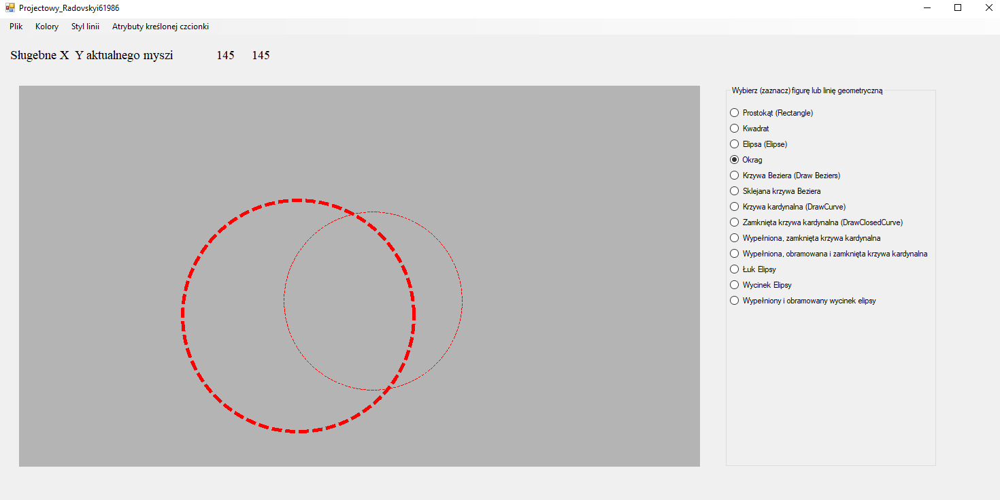 Projectowy_Radovskyi61986
Plik Kolory Styl linii Atrybuty kreślonej czcionki
Sługebne X Y aktualnego myszi 145 145
Wybierz (zaznacz) figurę lub linię geometryczną
Prostokąt (Rectangle)
Kwadrat
Elipsa (Elipse)
Okrag
Krzywa Beziera (Draw Beziers)
Sklejana krzywa Beziera
Krzywa kardynalna (DrawCurve)
Zamknięta krzywa kardynalna (DrawClosedCurve)
Wypełniona, zamknięta krzywa kardynalna
Wypełniona, obramowana i zamknięta krzywa kardynalna
Łuk Elipsy
Wycinek Elipsy
Wypełniony i obramowany wycinek elipsy